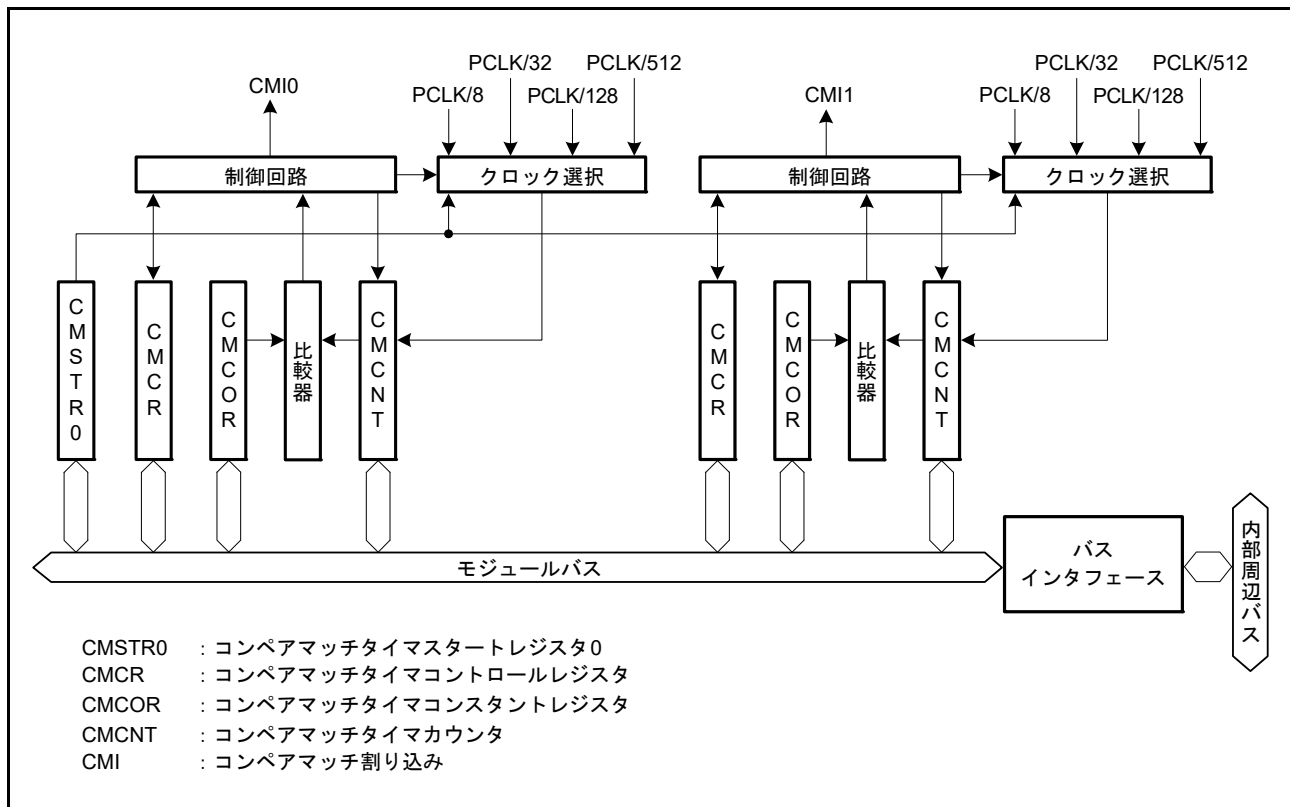 PCLK/32 PCLK/512
CMI0 PCLK/8 PCLK/128
制御回路 クロック選択
PCLK/32 PCLK/512
CMI1 PCLK/8 PCLK/128
制御回路 クロック選択
CMSTR0
CMCR
CMCOR
比較器
CMCNT
CMCR
CMCOR
比較器
CMCNT
モジュールバス
バス
インタフェース
内部周辺バス
CMSTR0 : コンペアマッチタイマスタートレジスタ0
CMCR : コンペアマッチタイマコントロールレジスタ
CMCOR : コンペアマッチタイマコンスタントレジスタ
CMCNT : コンペアマッチタイマカウンタ
CMI : コンペアマッチ割り込み